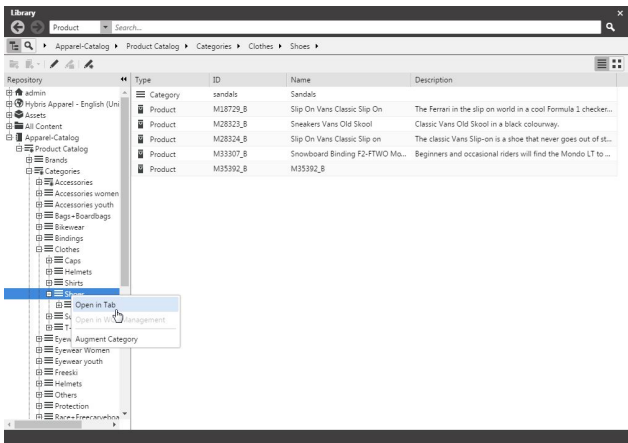 Library
Product
Search...
Apparel-Catalog
Product Catalog
Categories
Clothes
Shoes
Repository
Type
ID
Name
Description
admin
Hybris Apparel - English (Uni
Assets
All Content
Apparel-Catalog
Product Catalog
Brands
Categories
Accessories
Accessories women
Accessories youth
Bags+Boardbags
Bikewear
Bindings
Clothes
Caps
Helmets
Shirts
Shoes
Open in Tab
Augment Category
Eyewear Women
Eyewear youth
Freeski
Helmets
Others
Protection
Race+Freecarveboa
Category sandals Sandals
Product M18729_B Slip On Vans Classic Slip On The Ferrari in the slip on world in a cool Formula 1 checker...
Product M28323_B Sneakers Vans Old Skool Classic Vans Old Skool in a black colourway.
Product M28324_B Slip On Vans Classic Slip on The classic Vans Slip-on is a shoe that never goes out of st...
Product M33307_B Snowboard Binding F2-FTWO Mo... Beginners and occasional riders will find the Mondo LT to ...
Product M35392_B M35392_B